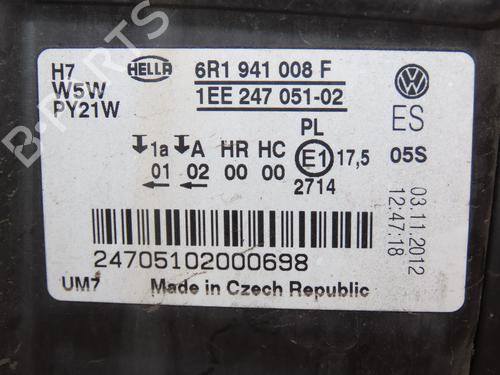 H7
W5W
PY21W
HELLA
6R1 941 008 F
1EE 247 051-02
PL
ES
1a A HR HC E1 17,5
05S
01 02 00 00 2714
03.11.2012
12:47:18
24705102000698
UM7
Made in Czech Republic
B-PARTS